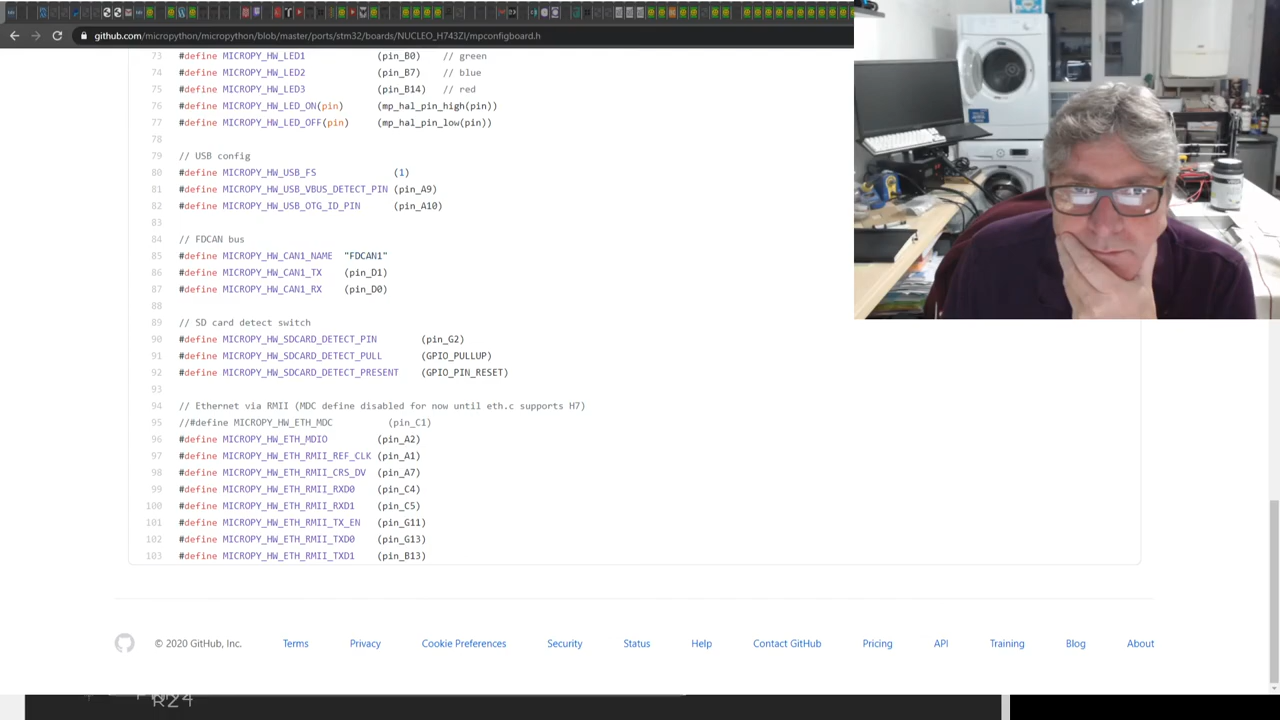 github.com/micropython/micropython/blob/master/ports/stm32/boards/NUCLEO_H743ZI/mpconfigboard.h
73 #define MICROPY_HW_LED1 (pin_B0) // green
74 #define MICROPY_HW_LED2 (pin_B7) // blue
75 #define MICROPY_HW_LED3 (pin_B14) // red
76 #define MICROPY_HW_LED_ON(pin) (mp_hal_pin_high(pin))
77 #define MICROPY_HW_LED_OFF(pin) (mp_hal_pin_low(pin))
78
79 // USB config
80 #define MICROPY_HW_USB_FS (1)
81 #define MICROPY_HW_USB_VBUS_DETECT_PIN (pin_A9)
82 #define MICROPY_HW_USB_OTG_ID_PIN (pin_A10)
83
84 // FDCAN bus
85 #define MICROPY_HW_CAN1_NAME "FDCAN1"
86 #define MICROPY_HW_CAN1_TX (pin_D1)
87 #define MICROPY_HW_CAN1_RX (pin_D0)
88
89 // SD card detect switch
90 #define MICROPY_HW_SDCARD_DETECT_PIN (pin_G2)
91 #define MICROPY_HW_SDCARD_DETECT_PULL (GPIO_PULLUP)
92 #define MICROPY_HW_SDCARD_DETECT_PRESENT (GPIO_PIN_RESET)
93
94 // Ethernet via RMII (MDC define disabled for now until eth.c supports H7)
95 //#define MICROPY_HW_ETH_MDC (pin_C1)
96 #define MICROPY_HW_ETH_MDIO (pin_A2)
97 #define MICROPY_HW_ETH_RMII_REF_CLK (pin_A1)
98 #define MICROPY_HW_ETH_RMII_CRS_DV (pin_A7)
99 #define MICROPY_HW_ETH_RMII_RXD0 (pin_C4)
100 #define MICROPY_HW_ETH_RMII_RXD1 (pin_C5)
101 #define MICROPY_HW_ETH_RMII_TX_EN (pin_G11)
102 #define MICROPY_HW_ETH_RMII_TXD0 (pin_G13)
103 #define MICROPY_HW_ETH_RMII_TXD1 (pin_B13)
© 2020 GitHub, Inc. Terms Privacy Cookie Preferences Security Status Help Contact GitHub Pricing API Training Blog About
R24